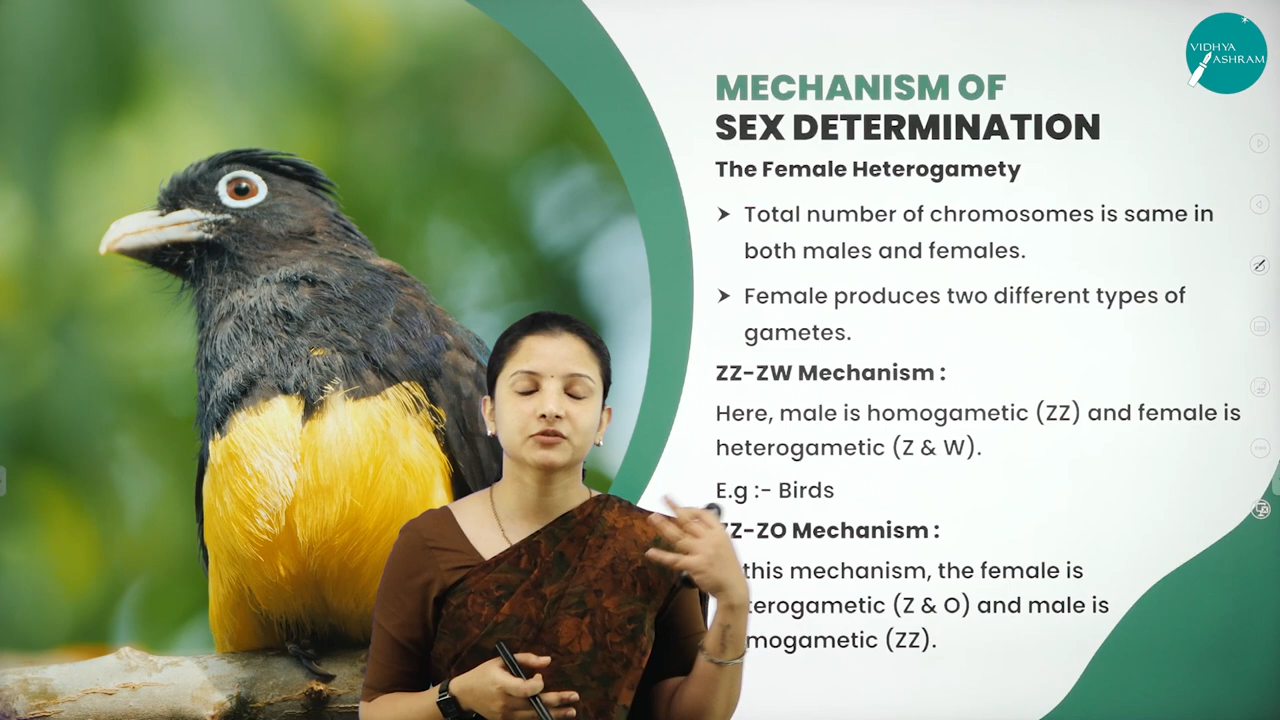 VIDHYA
ASHRAM
MECHANISM OF
SEX DETERMINATION
The Female Heterogamety
➤ Total number of chromosomes is same in
both males and females.
➤ Female produces two different types of
gametes.
ZZ-ZW Mechanism :
Here, male is homogametic (ZZ) and female is
heterogametic (Z & W).
E.g :- Birds
ZZ-ZO Mechanism :
this mechanism, the female is
(Z & O) and male is
(ZZ).